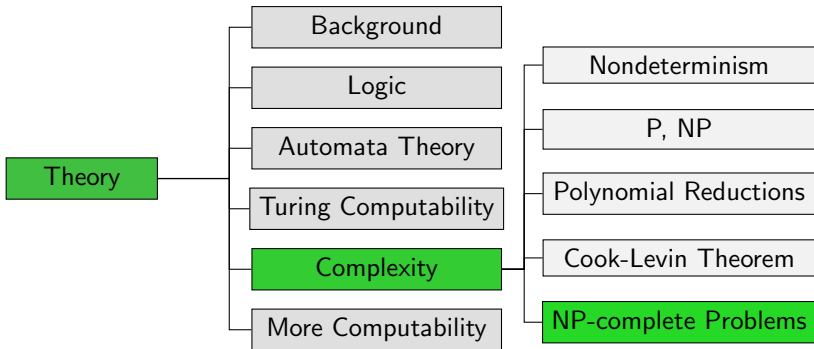 Theory
Background
Logic
Automata Theory
Turing Computability
Complexity
More Computability
Nondeterminism
P, NP
Polynomial Reductions
Cook-Levin Theorem
NP-complete Problems